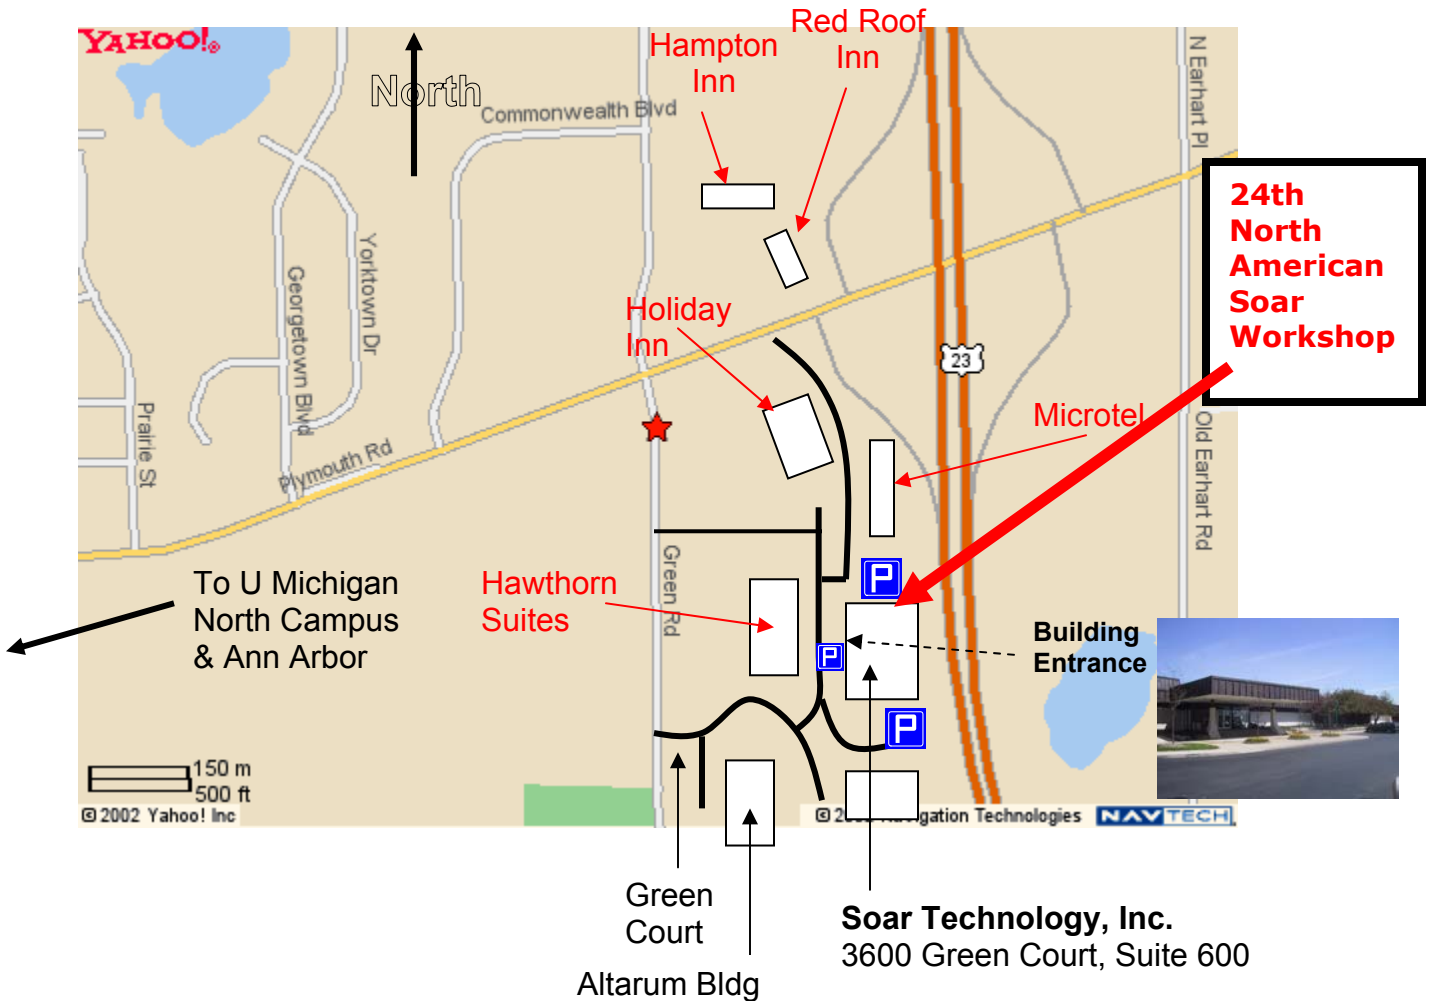 YAHOO!®
North
Commonwealth Blvd
Hampton
Inn
Red Roof
Inn
N Earhart Pl
24th
North
American
Soar
Workshop
Yorktown Dr
Georgetown Blvd
Holiday
Inn
23
Prairie St
Plymouth Rd
Microtel
Old Earhart Rd
Green Rd
To U Michigan
North Campus
& Ann Arbor
Hawthorn
Suites
P
P
P
Building
Entrance
150 m
500 ft
© 2002 Yahoo! Inc
© Navigation Technologies
NAVTECH
Green
Court
Altarum Bldg
Soar Technology, Inc.
3600 Green Court, Suite 600